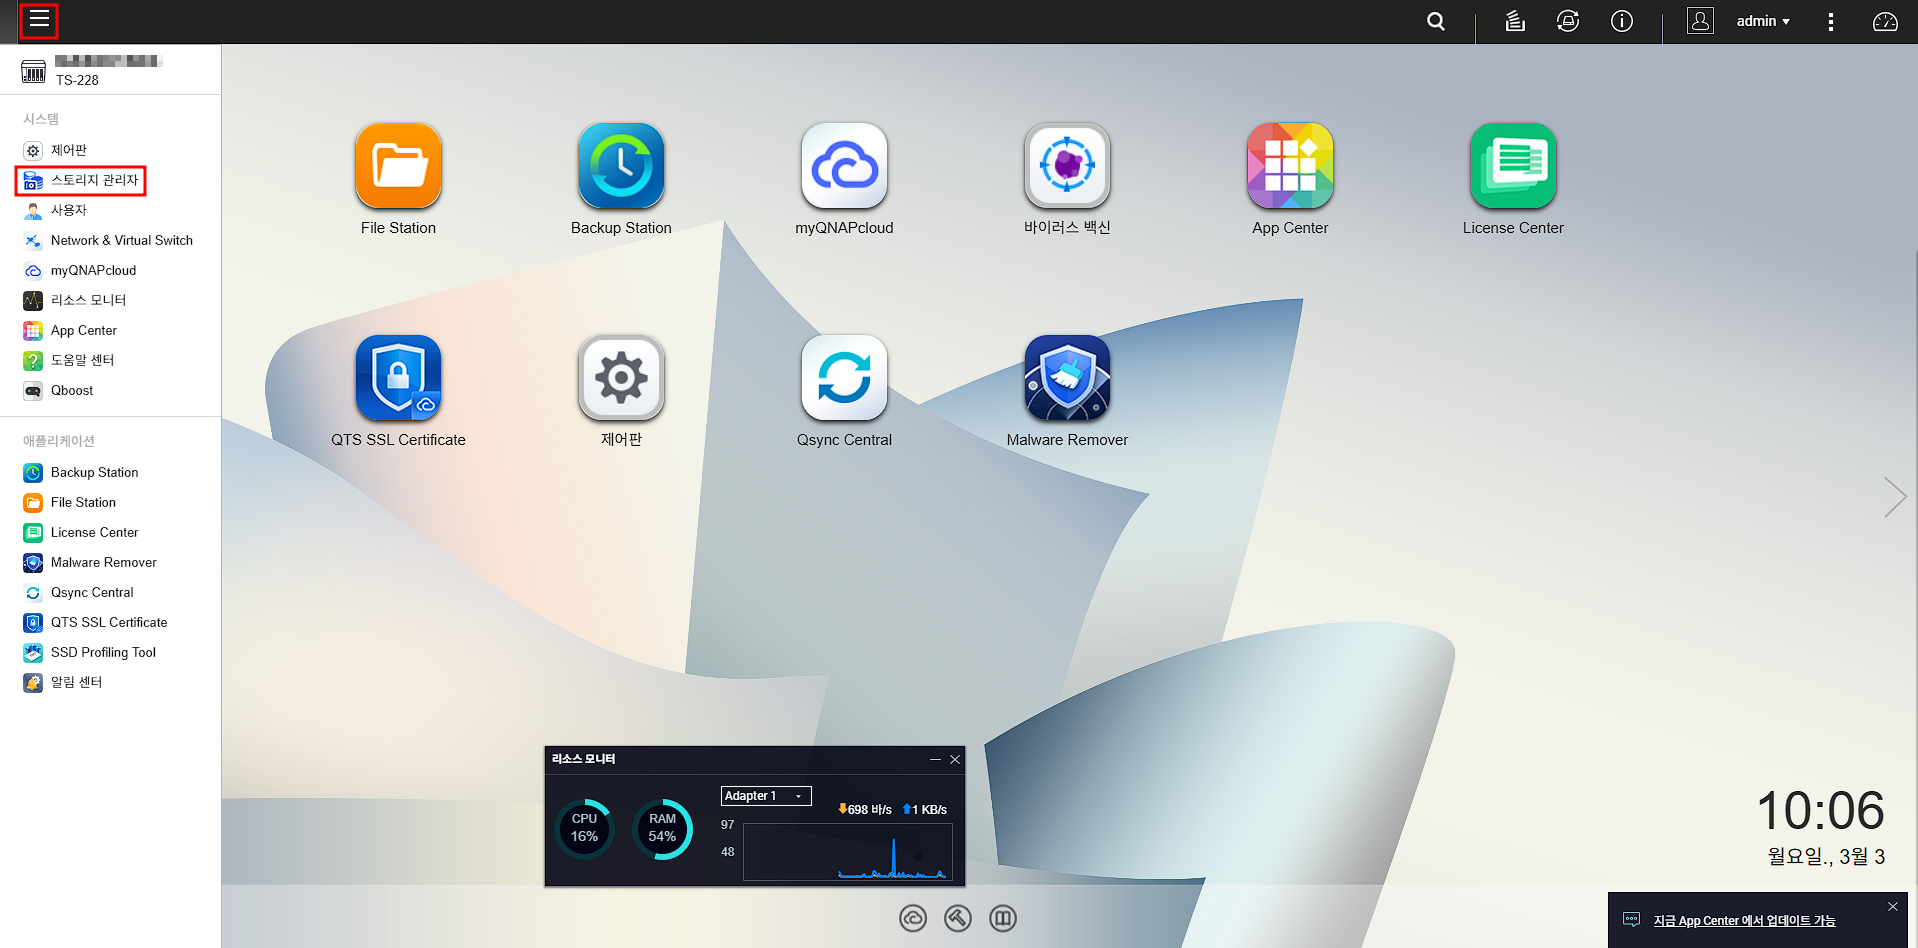 admin
TS-228
시스템
제어판
스토리지 관리자
사용자
Network & Virtual Switch
myQNAPcloud
리소스 모니터
App Center
도움말 센터
Qboost
애플리케이션
Backup Station
File Station
License Center
Malware Remover
Qsync Central
QTS SSL Certificate
SSD Profiling Tool
알림 센터
File Station
Backup Station
myQNAPcloud
바이러스 백신
App Center
License Center
QTS SSL Certificate
제어판
Qsync Central
Malware Remover
리소스 모니터
CPU
16%
RAM
54%
Adapter 1
698 바/s
1 KB/s
97
48
10:06
월요일., 3월 3
지금 App Center 에서 업데이트 가능